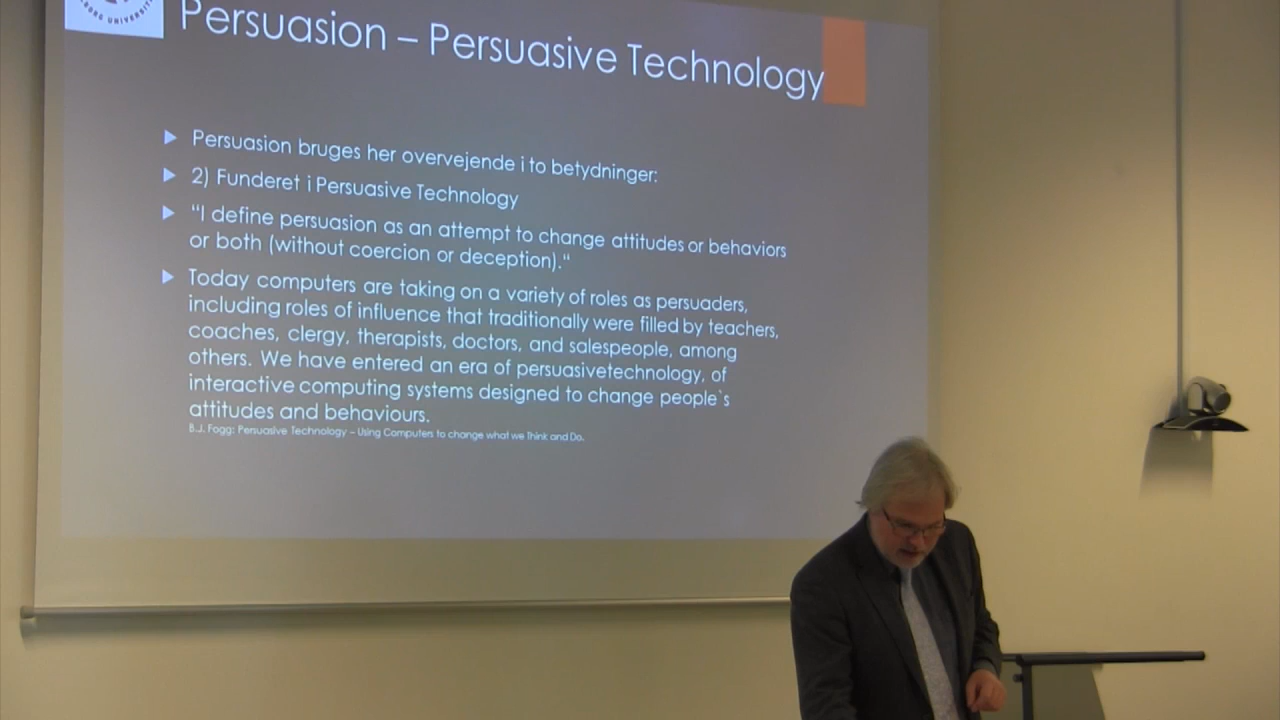 BORG UNIVERSIT
Persuasion – Persuasive Technology
Persuasion bruges her overvejende i to betydninger:
2) Funderet i Persuasive Technology
“I define persuasion as an attempt to change attitudes or behaviors
or both (without coercion or deception).“
Today computers are taking on a variety of roles as persuaders,
including roles of influence that traditionally were filled by teachers,
coaches, clergy, therapists, doctors, and salespeople, among
others. We have entered an era of persuasivetechnology, of
interactive computing systems designed to change people`s
attitudes and behaviours.
B.J. Fogg: Persuasive Technology – Using Computers to change what we Think and Do.